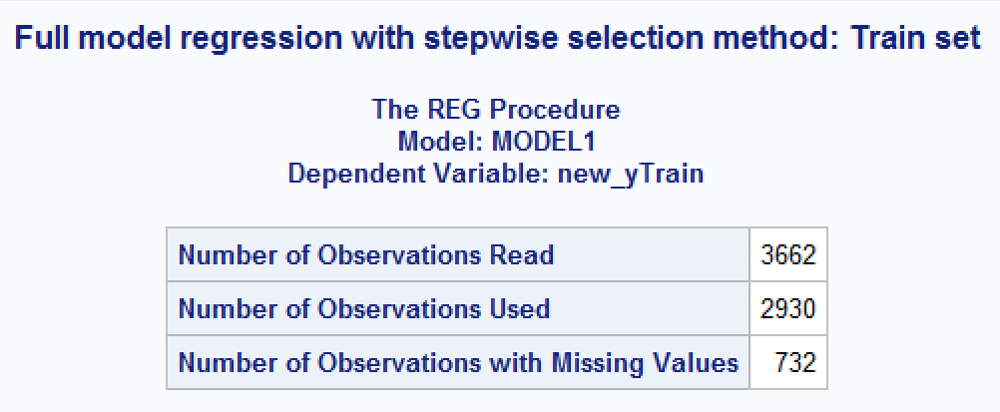 Full model regression with stepwise selection method: Train set
The REG Procedure
Model: MODEL1
Dependent Variable: new_yTrain
Number of Observations Read 3662
Number of Observations Used 2930
Number of Observations with Missing Values 732